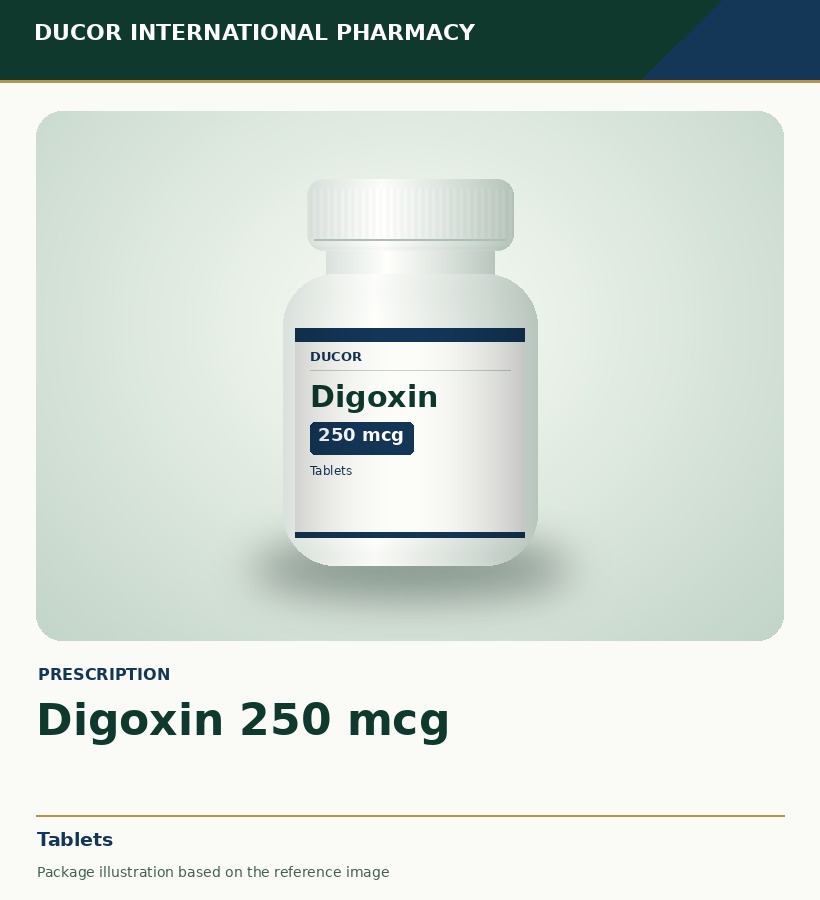 DUCOR INTERNATIONAL PHARMACY
DUCOR
Digoxin
250 mcg
Tablets
PRESCRIPTION
Digoxin 250 mcg
Tablets
Package illustration based on the reference image